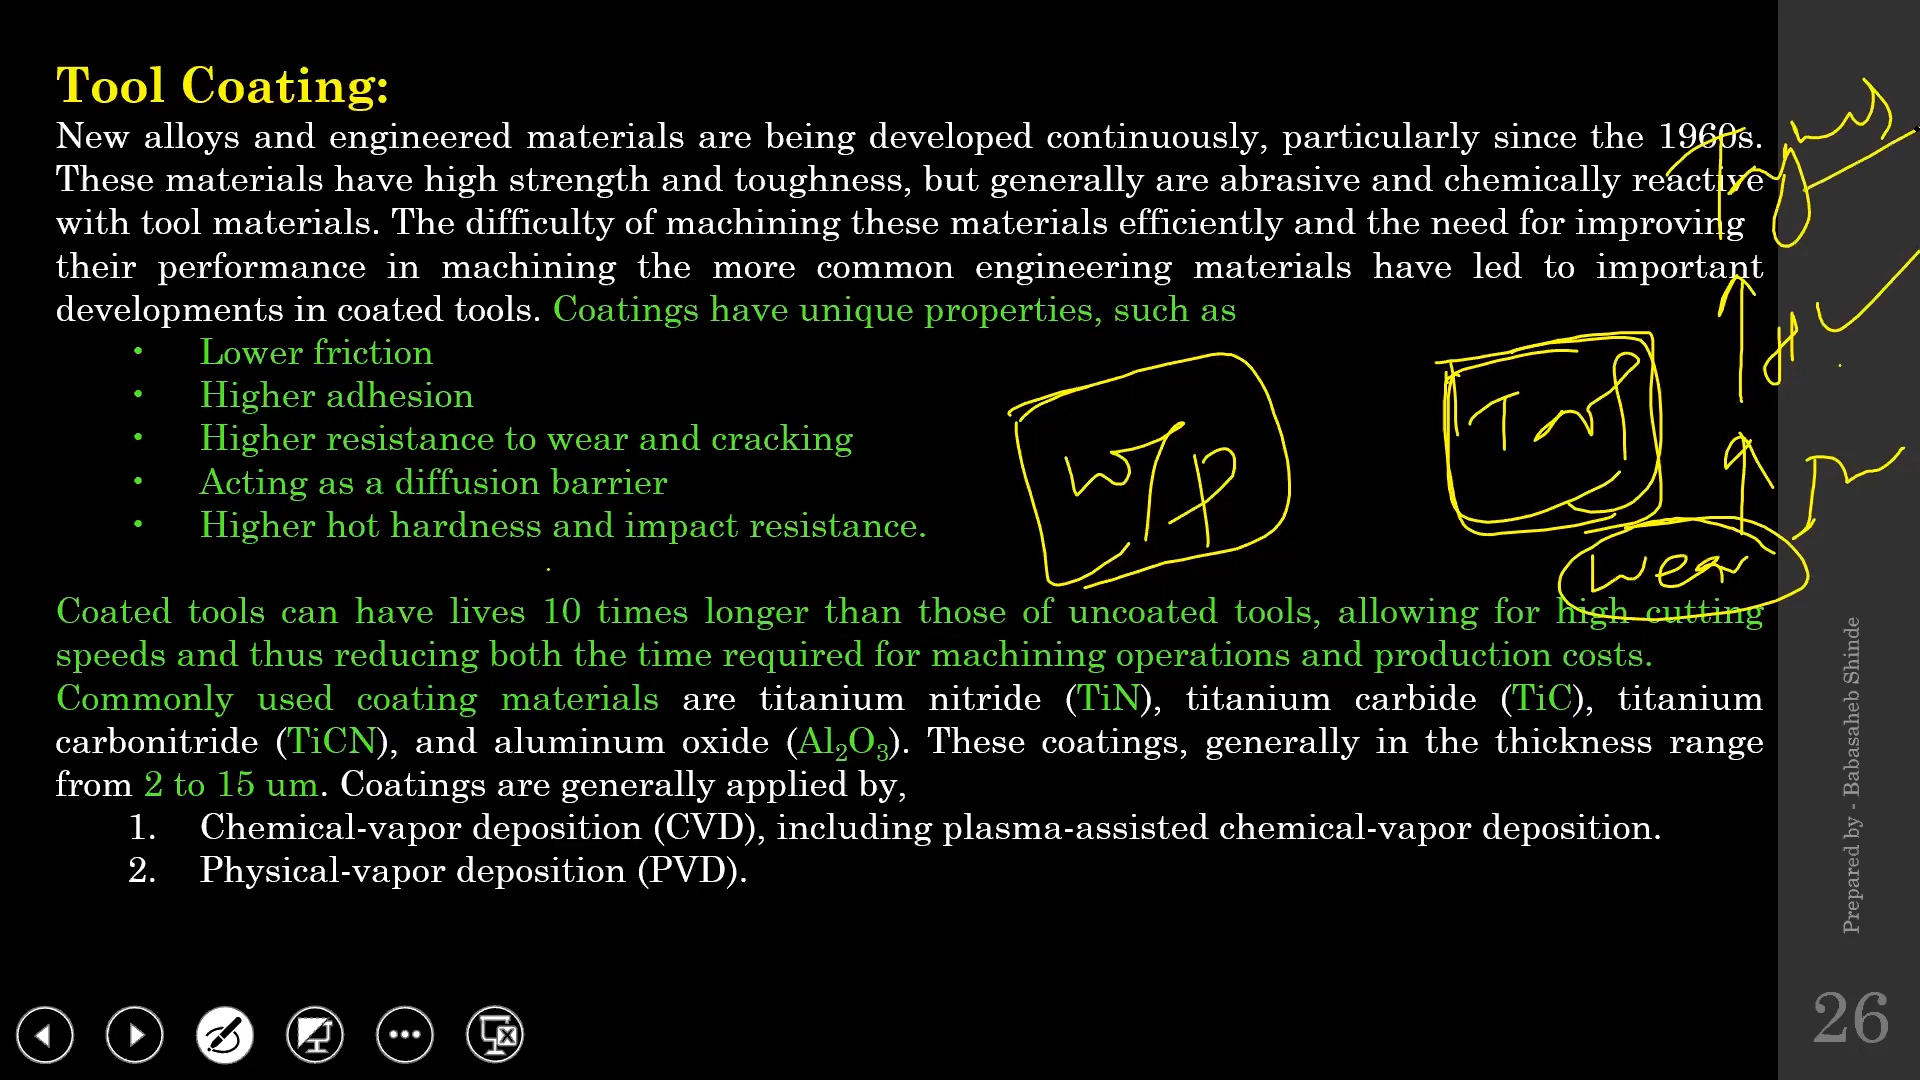 Tool Coating:
New alloys and engineered materials are being developed continuously, particularly since the 1960s.
These materials have high strength and toughness, but generally are abrasive and chemically reactive
with tool materials. The difficulty of machining these materials efficiently and the need for improving
their performance in machining the more common engineering materials have led to important
developments in coated tools. Coatings have unique properties, such as
• Lower friction
• Higher adhesion
• Higher resistance to wear and cracking
• Acting as a diffusion barrier
• Higher hot hardness and impact resistance.
W/P
wear
Coated tools can have lives 10 times longer than those of uncoated tools, allowing for high cutting
speeds and thus reducing both the time required for machining operations and production costs.
Commonly used coating materials are titanium nitride (TiN), titanium carbide (TiC), titanium
carbonitride (TiCN), and aluminum oxide (Al₂O₃). These coatings, generally in the thickness range
from 2 to 15 um. Coatings are generally applied by,
1. Chemical-vapor deposition (CVD), including plasma-assisted chemical-vapor deposition.
2. Physical-vapor deposition (PVD).
Prepared by - Babasaheb Shinde
26